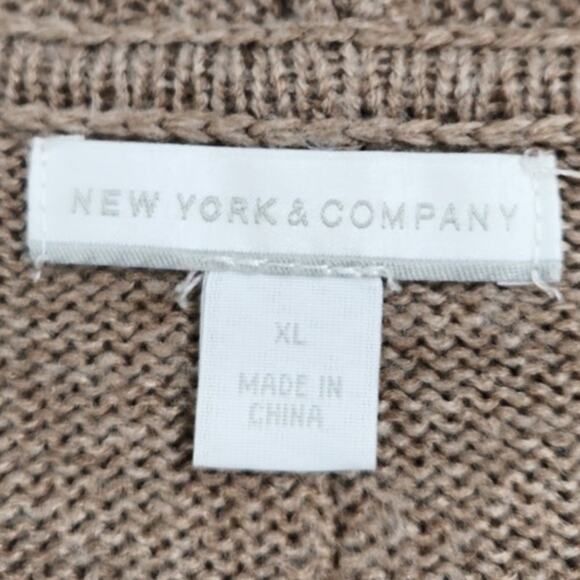 NEW YORK & COMPANY
XL
MADE IN
CHINA